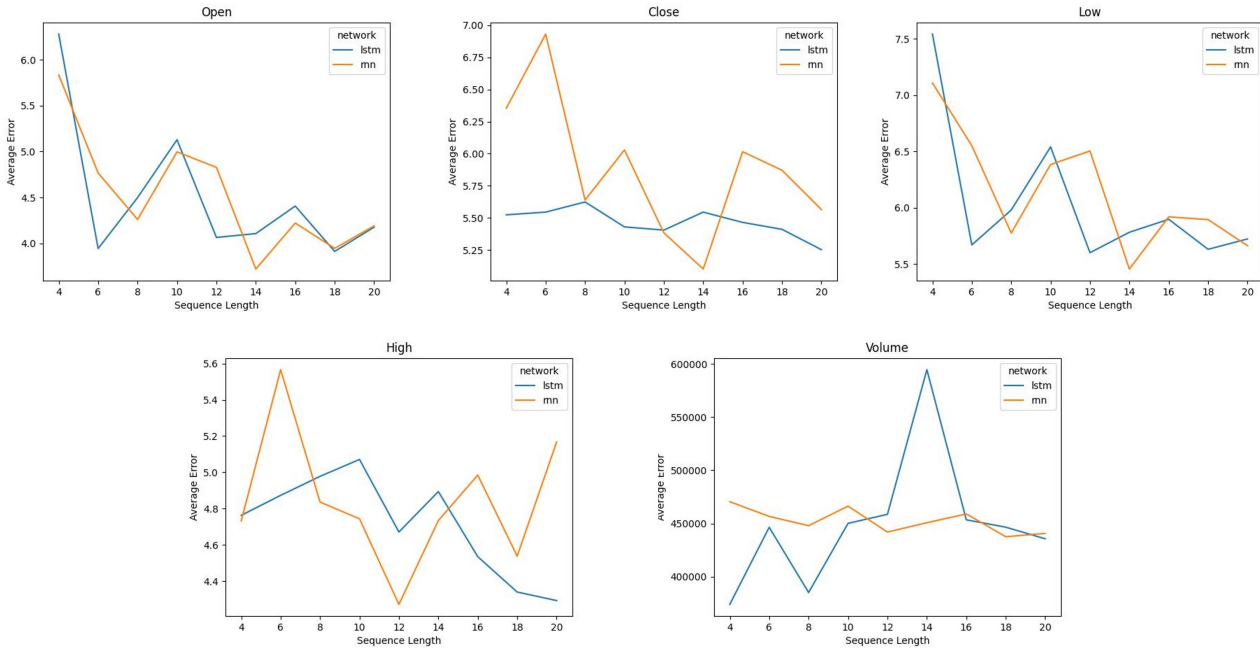 Open
network
lstm
rnn
6.0
5.5
5.0
4.5
4.0
Average Error
4 6 8 10 12 14 16 18 20
Sequence Length
Close
network
lstm
rnn
7.00
6.75
6.50
6.25
6.00
5.75
5.50
5.25
Average Error
4 6 8 10 12 14 16 18 20
Sequence Length
Low
network
lstm
rnn
7.5
7.0
6.5
6.0
5.5
Average Error
4 6 8 10 12 14 16 18 20
Sequence Length
High
network
lstm
rnn
5.6
5.4
5.2
5.0
4.8
4.6
4.4
Average Error
4 6 8 10 12 14 16 18 20
Sequence Length
Volume
network
lstm
rnn
600000
550000
500000
450000
400000
Average Error
4 6 8 10 12 14 16 18 20
Sequence Length